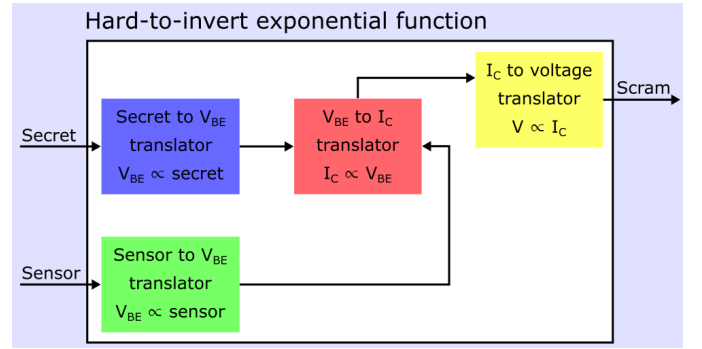 Hard-to-invert exponential function
Secret
Secret to V_BE
translator
V_BE ∝ secret
V_BE to I_C
translator
I_C ∝ V_BE
I_C to voltage
translator
V ∝ I_C
Scram
Sensor
Sensor to V_BE
translator
V_BE ∝ sensor